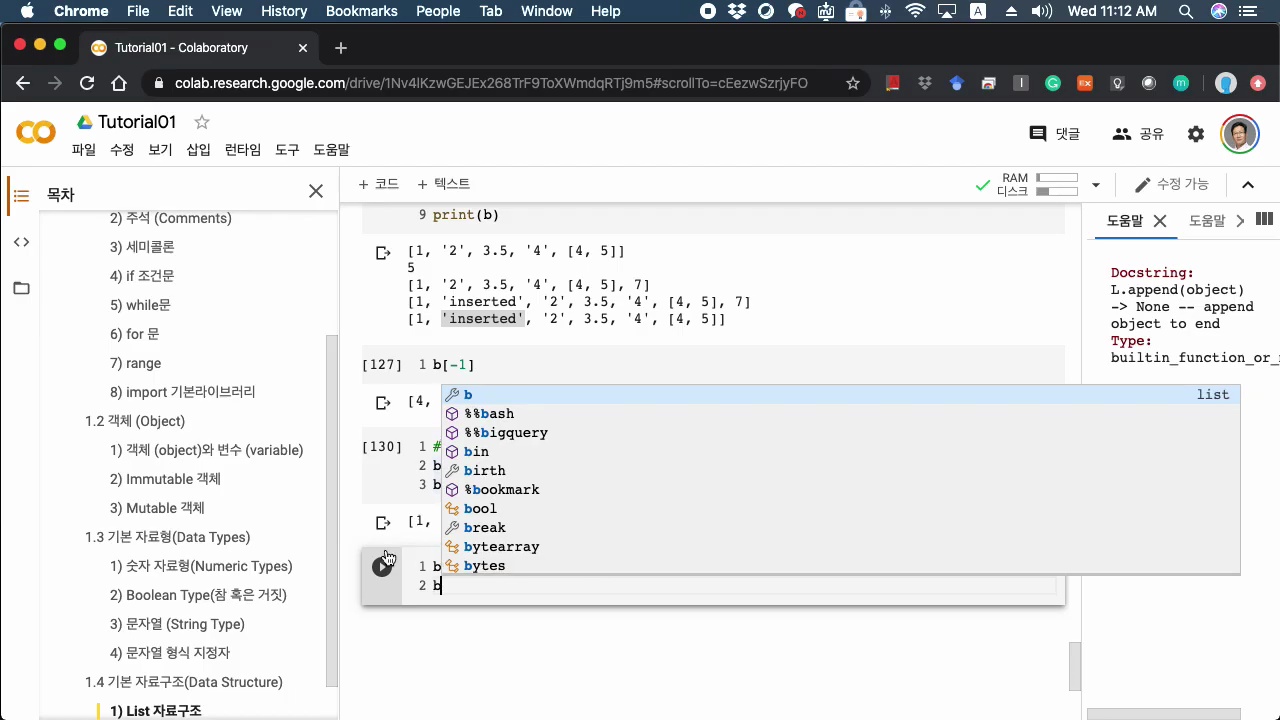 Chrome File Edit View History Bookmarks People Tab Window Help A Wed 11:12 AM
Tutorial01 - Colaboratory
colab.research.google.com/drive/1Nv4lKzwGEJEx268TrF9ToXWmdqRTj9m5#scrollTo=cEezwSzrjyFO
Tutorial01
댓글 공유
파일 수정 보기 삽입 런타임 도구 도움말
목차
+ 코드 + 텍스트
RAM
디스크
수정 가능
2) 주석 (Comments)
3) 세미콜론
4) if 조건문
5) while문
6) for 문
7) range
8) import 기본라이브러리
1.2 객체 (Object)
1) 객체 (object)와 변수 (variable)
2) Immutable 객체
3) Mutable 객체
1.3 기본 자료형(Data Types)
1) 숫자 자료형(Numeric Types)
2) Boolean Type(참 혹은 거짓)
3) 문자열 (String Type)
4) 문자열 형식 지정자
1.4 기본 자료구조(Data Structure)
1) List 자료구조
9 print(b)
[1, '2', 3.5, '4', [4, 5]]
5
[1, '2', 3.5, '4', [4, 5], 7]
[1, 'inserted', '2', 3.5, '4', [4, 5], 7]
[1, 'inserted', '2', 3.5, '4', [4, 5]]
[127] 1 b[-1]
[4,
[130] 1 #
2 b
3 b
[1,
1 b
2 b
b list
%%bash
%%bigquery
bin
birth
%bookmark
bool
break
bytearray
bytes
도움말 도움말
Docstring:
L.append(object)
-> None -- append
object to end
Type:
builtin_function_or_